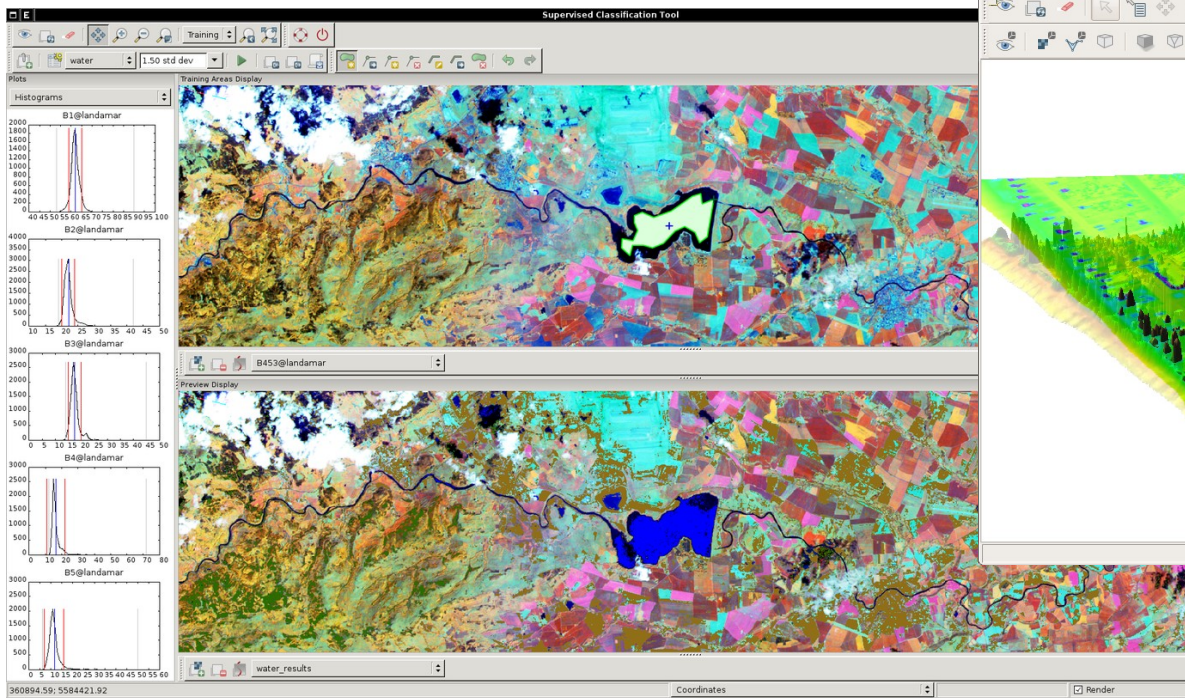 Supervised Classification Tool
Training
water
1.50 std dev
Plots
Histograms
B1@landamar
2000
1800
1600
1400
1200
1000
800
600
400
200
0
40 45 50 55 60 65 70 75 80 85 90 95 100
B2@landamar
4000
3500
3000
2500
2000
1500
1000
500
0
10 15 20 25 30 35 40 45 50
B3@landamar
3000
2500
2000
1500
1000
500
0
0 5 10 15 20 25 30 35 40 45 50
B4@landamar
3000
2500
2000
1500
1000
500
0
0 10 20 30 40 50 60 70 80
B5@landamar
3000
2500
2000
1500
1000
500
0
0 5 10 15 20 25 30 35 40 45 50 55 60
Training Areas Display
B453@landamar
Preview Display
water_results
360894.59; 5584421.92
Coordinates
Render